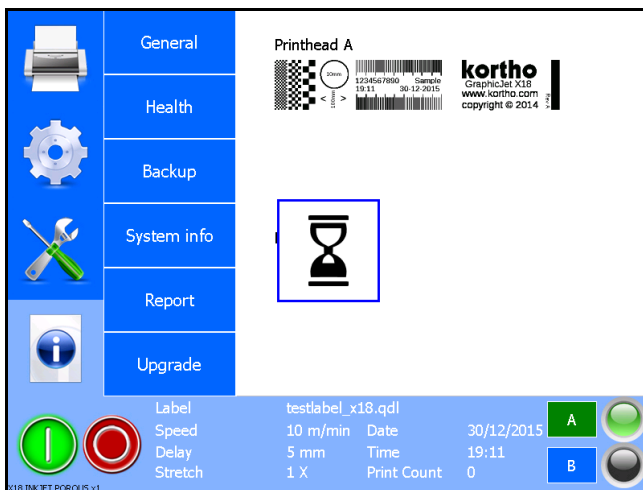 General
Health
Backup
System info
Report
Upgrade
Printhead A
10mm
100mm
< >
1234567890 Sample
19:11 30-12-2015
kortho
GraphicJet X18
www.kortho.com
copyright © 2014
Rev.A
Label testlabel_x18.qdl
Speed 10 m/min Date 30/12/2015
Delay 5 mm Time 19:11
Stretch 1 X Print Count 0
A
B
X18 INKJET POROUS v1